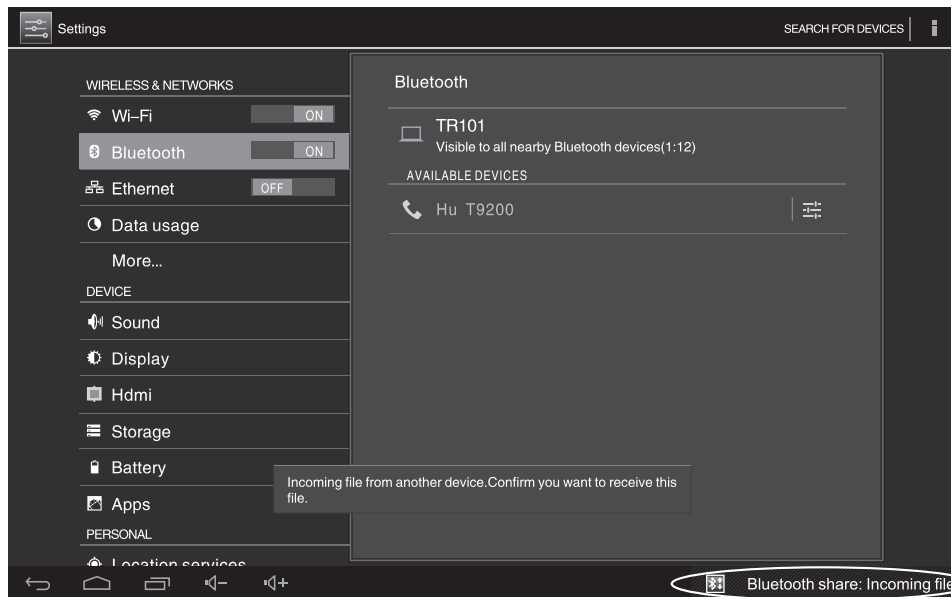 Settings
SEARCH FOR DEVICES
WIRELESS & NETWORKS
Wi–Fi ON
Bluetooth ON
Ethernet OFF
Data usage
More...
DEVICE
Sound
Display
Hdmi
Storage
Battery
Apps
PERSONAL
Location services
Bluetooth
TR101
Visible to all nearby Bluetooth devices(1:12)
AVAILABLE DEVICES
Hu T9200
Incoming file from another device.Confirm you want to receive this
file.
Bluetooth share: Incoming file